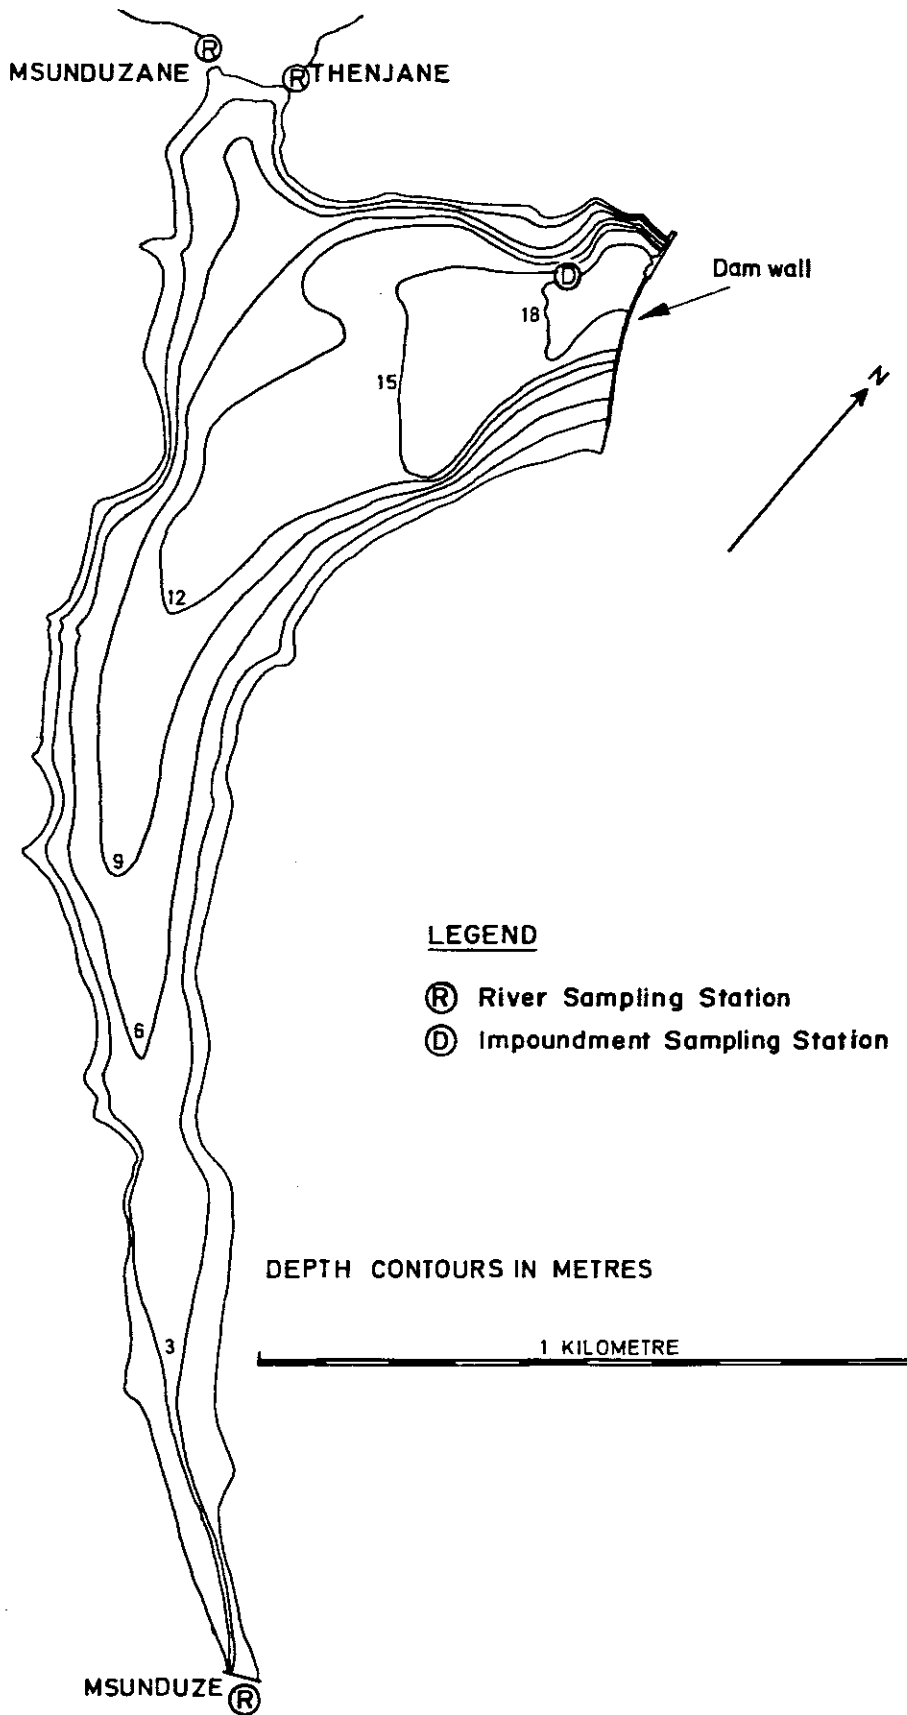 R
MSUNDUZANE
R THENJANE
Dam wall
D
18
N
15
12
9
LEGEND
R River Sampling Station
D Impoundment Sampling Station
6
DEPTH CONTOURS IN METRES
3
1 KILOMETRE
MSUNDUZE R